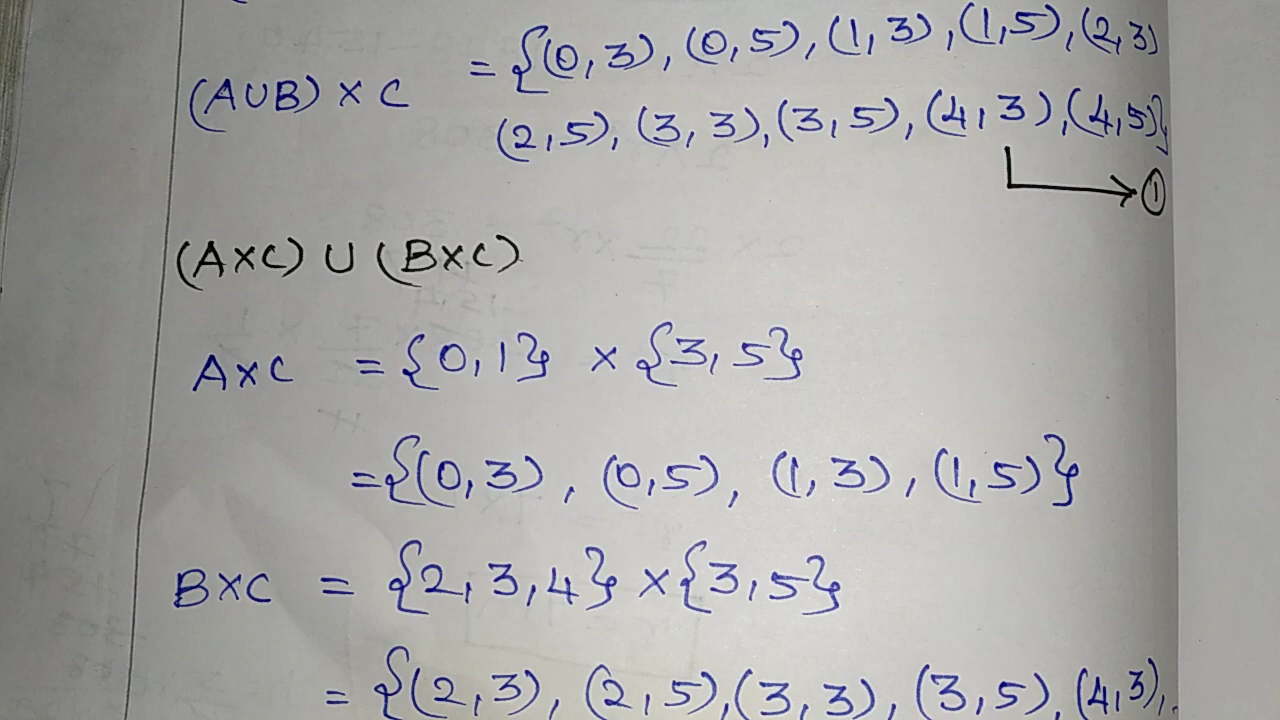 (A∪B) × C = {(0,3), (0,5), (1,3), (1,5), (2,3)
(2,5), (3,3), (3,5), (4,3), (4,5)}
→ ①
(A×C) ∪ (B×C)
A×C = {0,1} × {3,5}
= {(0,3), (0,5), (1,3), (1,5)}
B×C = {2,3,4} × {3,5}
= {(2,3), (2,5), (3,3), (3,5), (4,3),